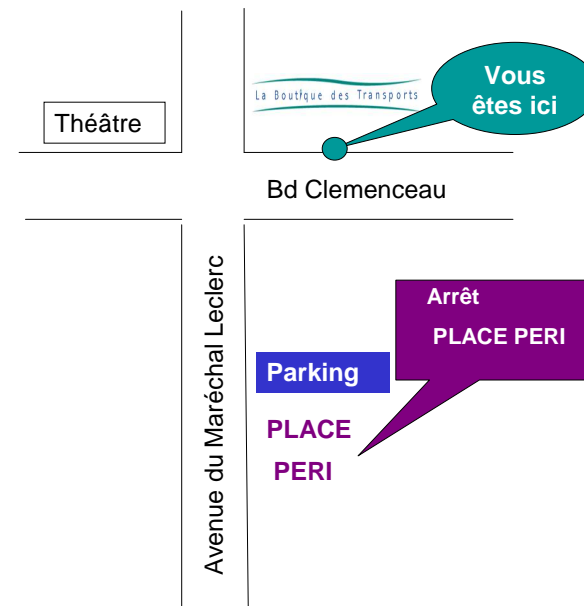 La Boutique des Transports
Vous
êtes ici
Théâtre
Bd Clemenceau
Avenue du Maréchal Leclerc
Arrêt
PLACE PERI
Parking
PLACE
PERI